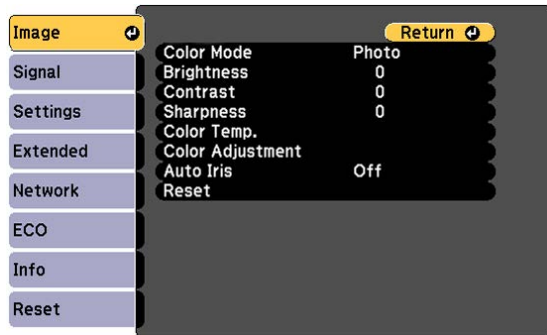 Image
Signal
Settings
Extended
Network
ECO
Info
Reset
Return
Color Mode Photo
Brightness 0
Contrast 0
Sharpness 0
Color Temp.
Color Adjustment
Auto Iris Off
Reset